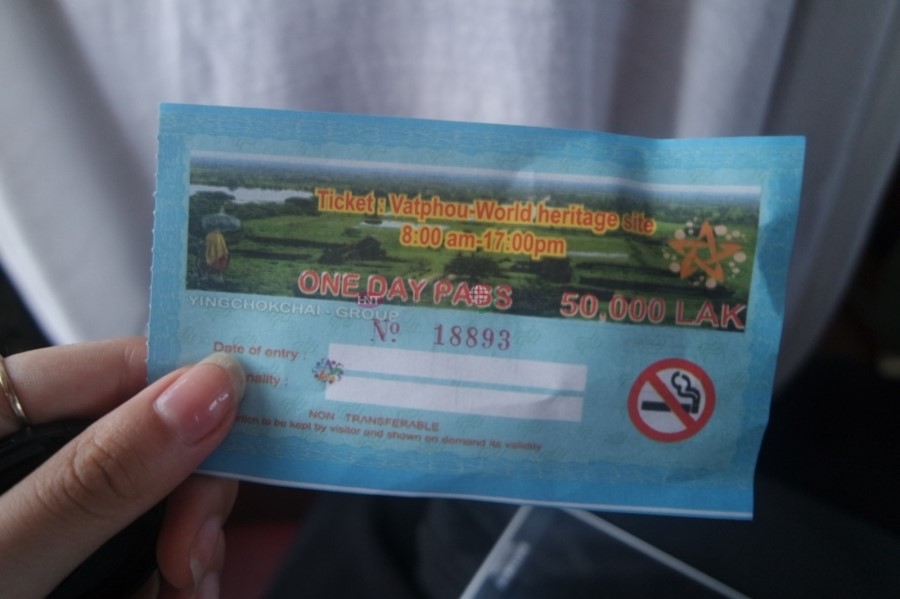 Ticket : Vatphou-World heritage site
8:00 am-17:00pm
ONE DAY PASS 50,000 LAK
YINGCHOKCHAI - GROUP
Nº 18893
Date of entry :
nality :
NON TRANSFERABLE
to be kept by visitor and shown on demand its validity